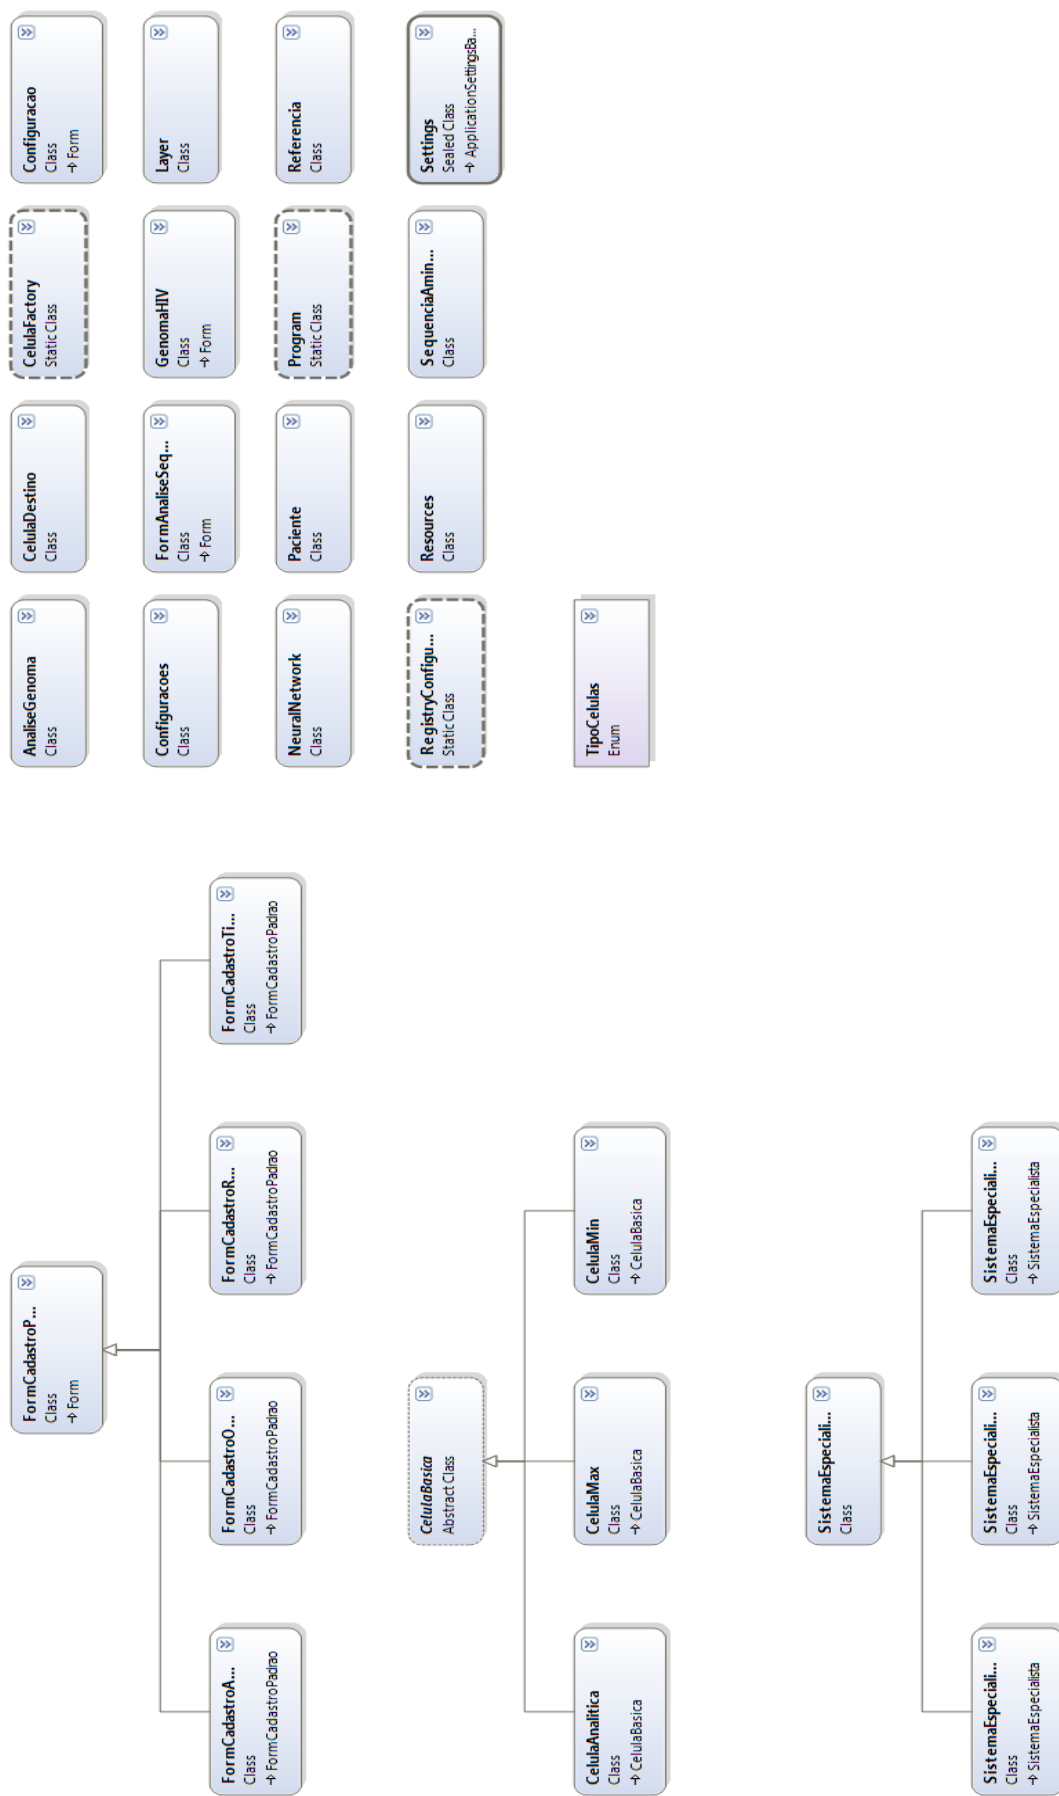 FormCadastroP...
Class
→ Form
FormCadastroA...
Class
→ FormCadastroPadrao
FormCadastroO...
Class
→ FormCadastroPadrao
FormCadastroR...
Class
→ FormCadastroPadrao
FormCadastroTi...
Class
→ FormCadastroPadrao
CelulaBasica
Abstract Class
CelulaAnalitica
Class
→ CelulaBasica
CelulaMax
Class
→ CelulaBasica
CelulaMin
Class
→ CelulaBasica
SistemaEspeciali...
Class
SistemaEspeciali...
Class
→ SistemaEspecialista
SistemaEspeciali...
Class
→ SistemaEspecialista
SistemaEspeciali...
Class
→ SistemaEspecialista
AnaliseGenoma
Class
CelulaDestino
Class
CelulaFactory
Static Class
Configuracao
Class
→ Form
Configuracoes
Class
FormAnaliseSeq...
Class
→ Form
GenomaHIV
Class
→ Form
Layer
Class
NeuralNetwork
Class
Paciente
Class
Program
Static Class
Referencia
Class
RegistryConfigu...
Static Class
Resources
Class
SequenciaAmin...
Class
Settings
Sealed Class
→ ApplicationSettingsBa...
TipoCelulas
Enum